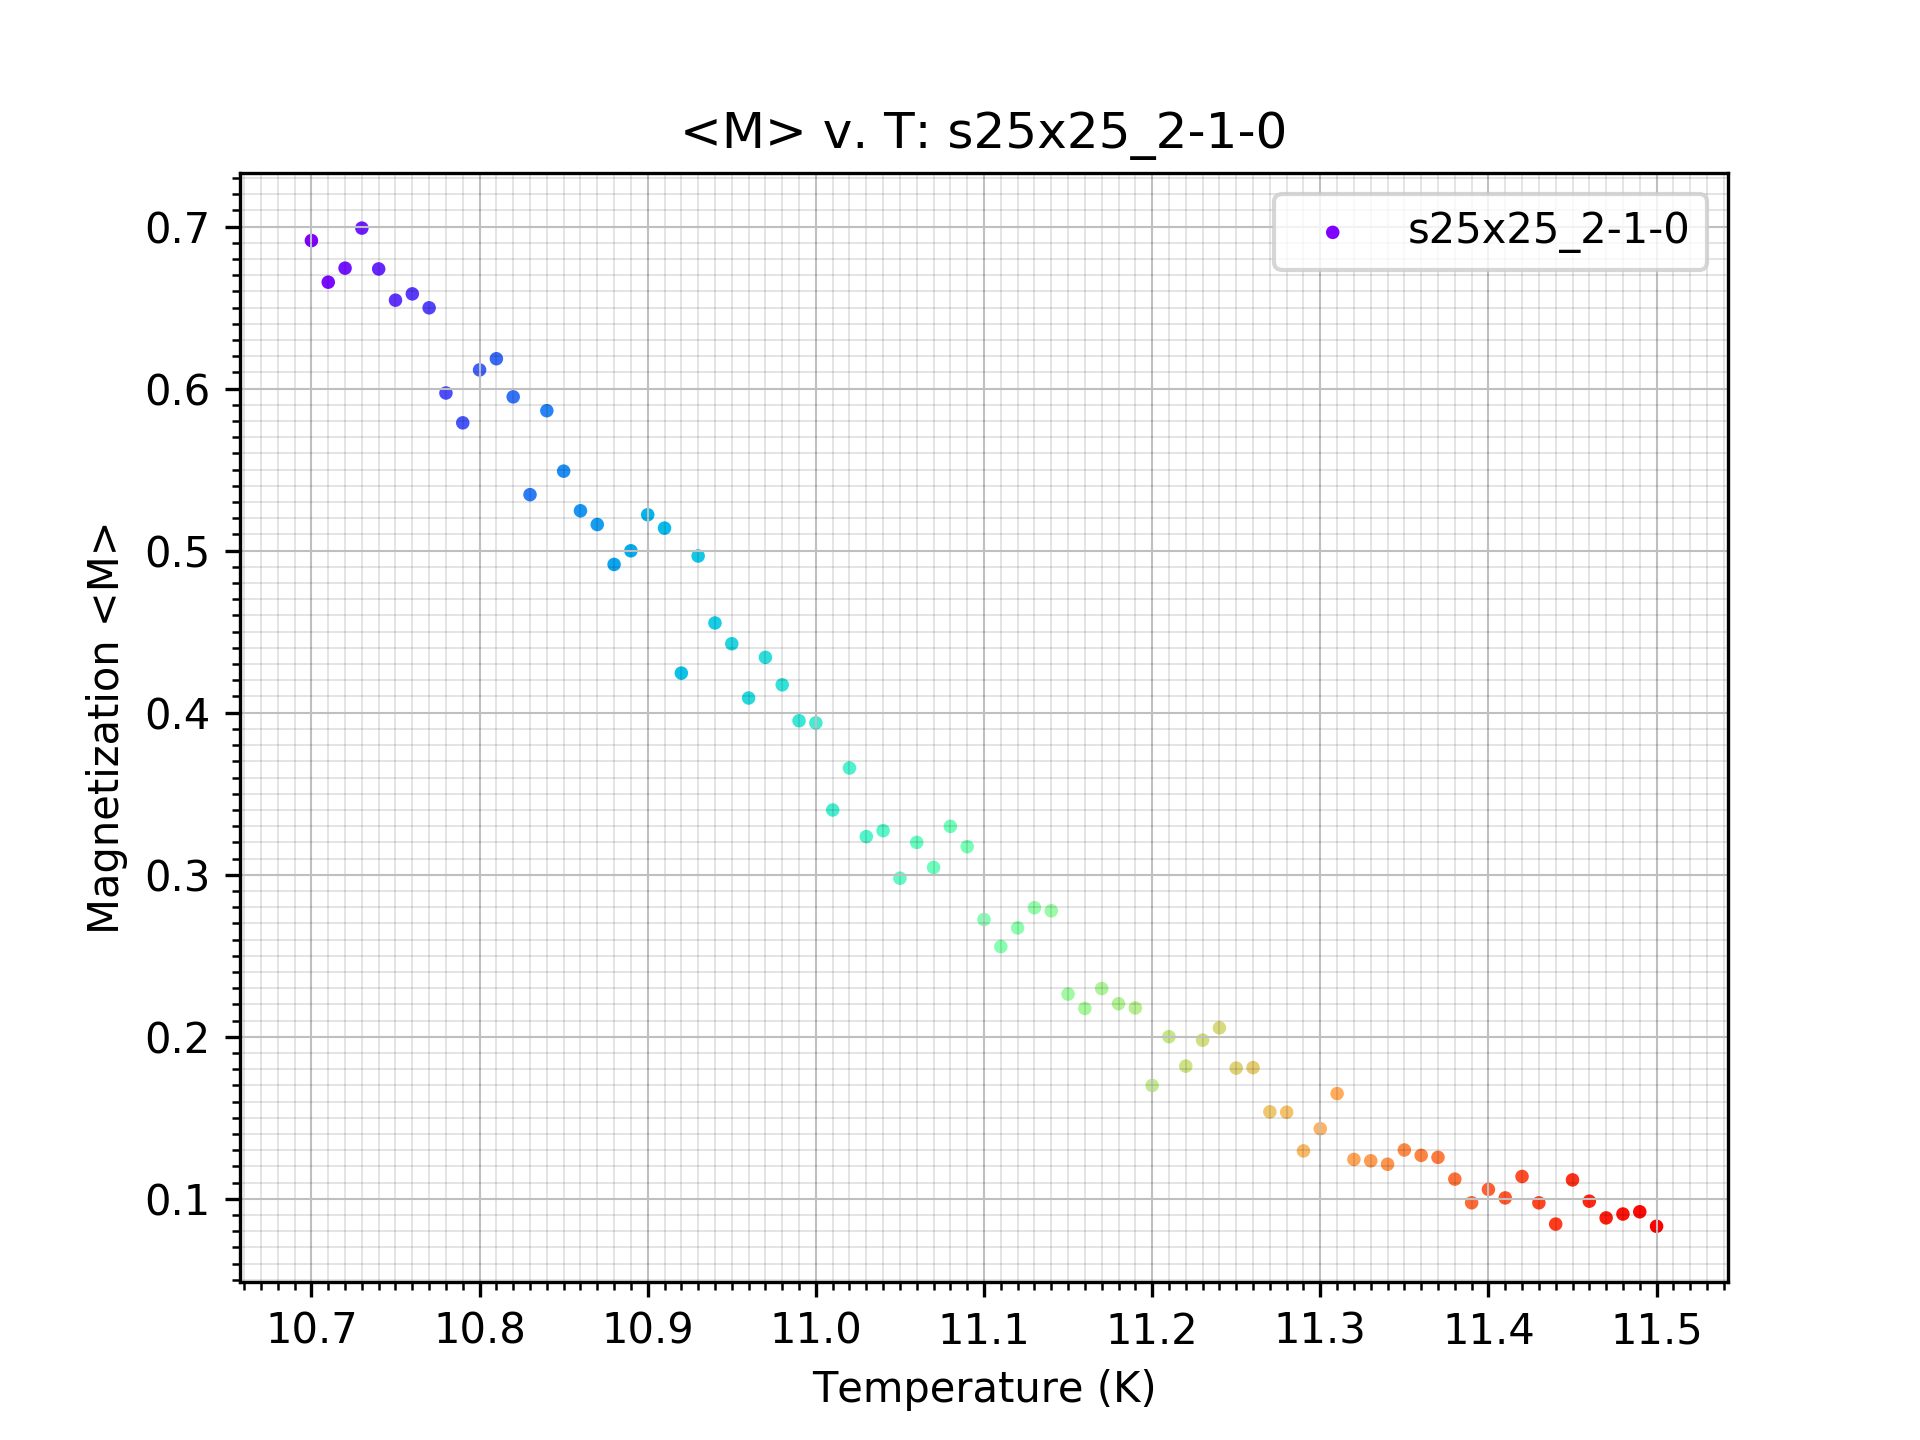 <M> v. T: s25x25_2-1-0
s25x25_2-1-0
Magnetization <M>
0.7
0.6
0.5
0.4
0.3
0.2
0.1
10.7 10.8 10.9 11.0 11.1 11.2 11.3 11.4 11.5
Temperature (K)